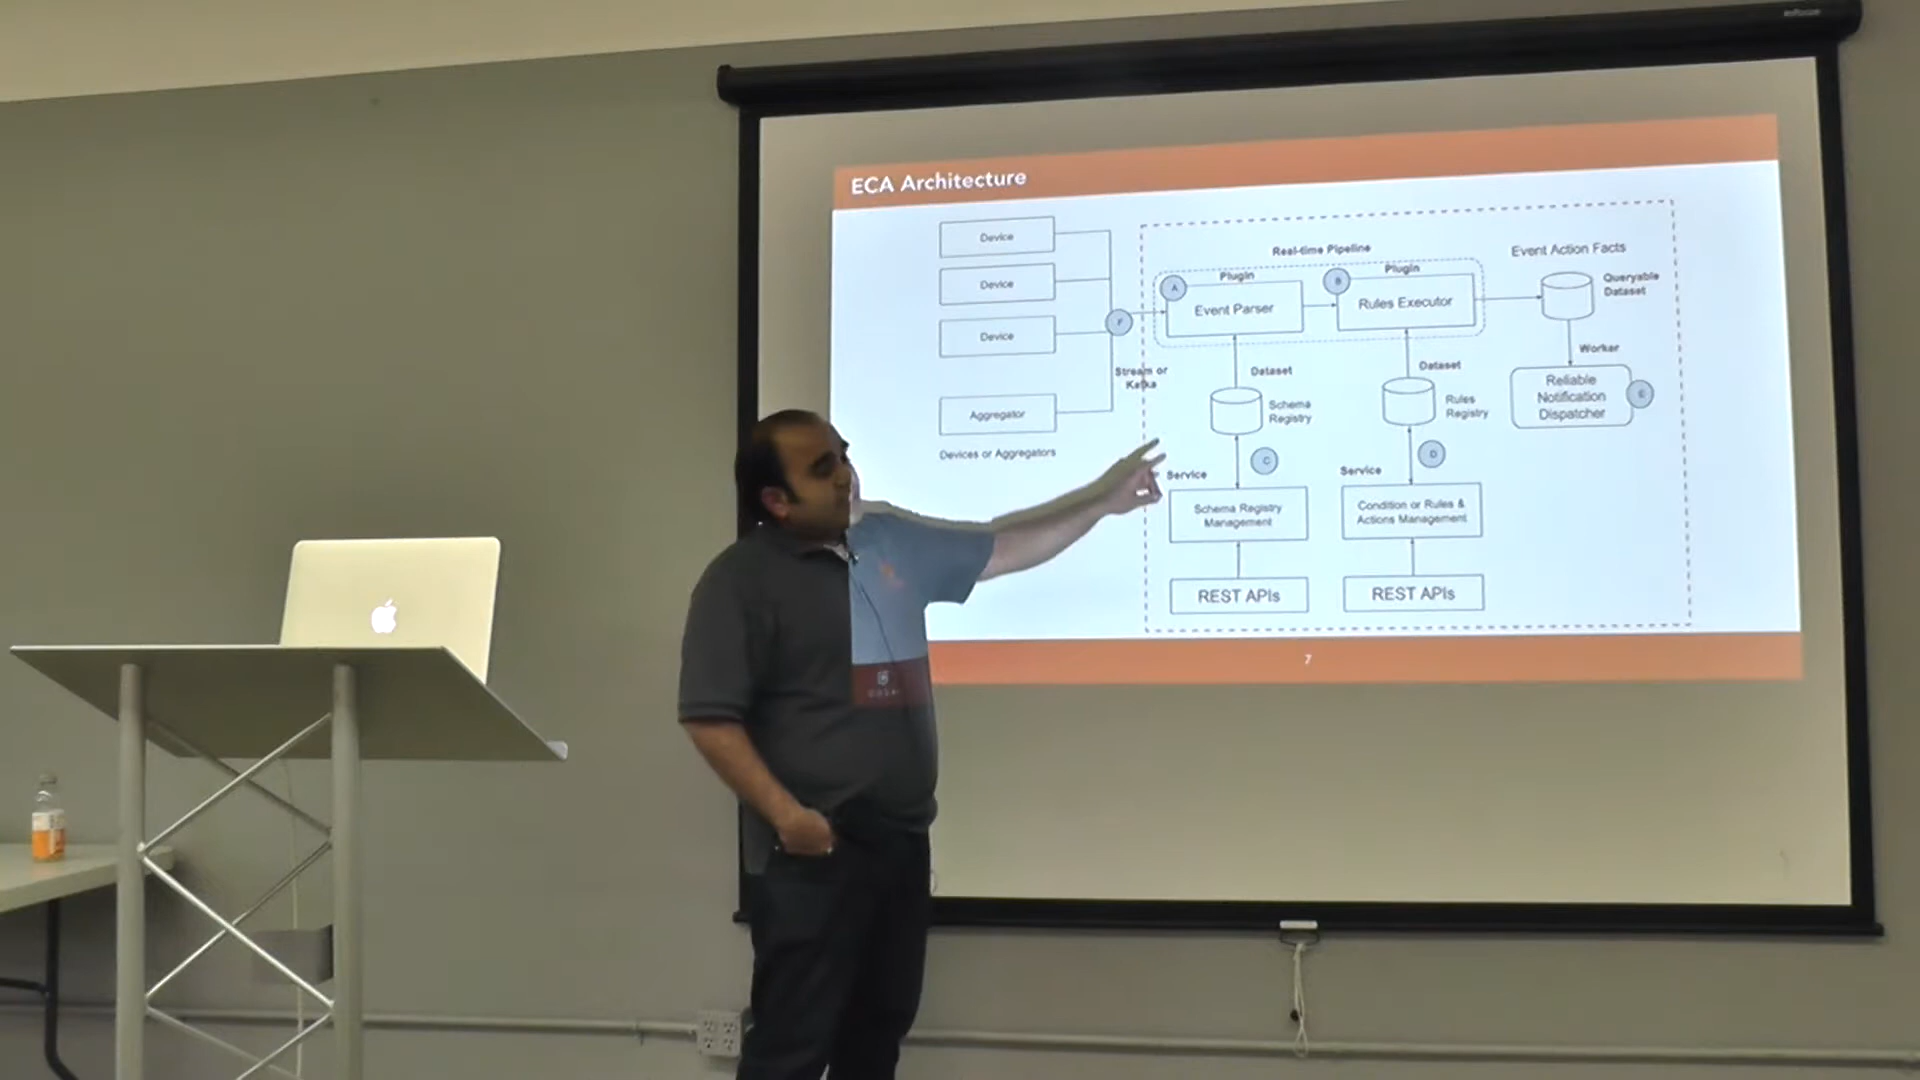 ECA Architecture
Device
Device
Device
Aggregator
Devices or Aggregators
F
Stream or
Kafka
Real-time Pipeline
A
Plugin
Event Parser
B
Plugin
Rules Executor
Event Action Facts
Queryable
Dataset
Worker
Reliable
Notification
Dispatcher
Dataset
Schema
Registry
C
Service
Schema Registry
Management
REST APIs
Dataset
Rules
Registry
D
Service
Condition or Rules &
Actions Management
REST APIs
7